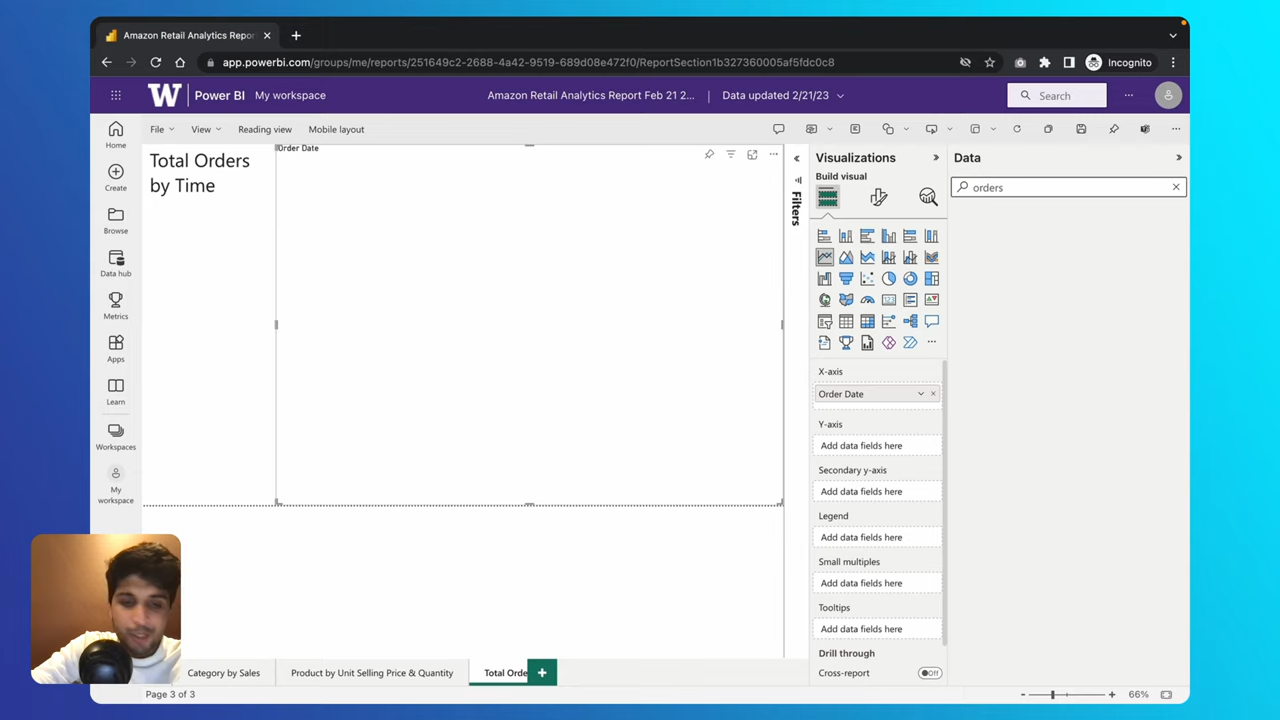 Amazon Retail Analytics Repor
app.powerbi.com/groups/me/reports/251649c2-2688-4a42-9519-689d08e472f0/ReportSection1b327360005af5fdc0c8
Incognito
W
Power BI
My workspace
Amazon Retail Analytics Report Feb 21 2...
Data updated 2/21/23
Search
File
View
Reading view
Mobile layout
Home
Create
Browse
Data hub
Metrics
Apps
Learn
Workspaces
My
workspace
Total Orders
by Time
Order Date
Filters
Visualizations
Build visual
X-axis
Order Date
Y-axis
Add data fields here
Secondary y-axis
Add data fields here
Legend
Add data fields here
Small multiples
Add data fields here
Tooltips
Add data fields here
Drill through
Cross-report
Off
Data
orders
Category by Sales
Product by Unit Selling Price & Quantity
Total Orde
Page 3 of 3
66%